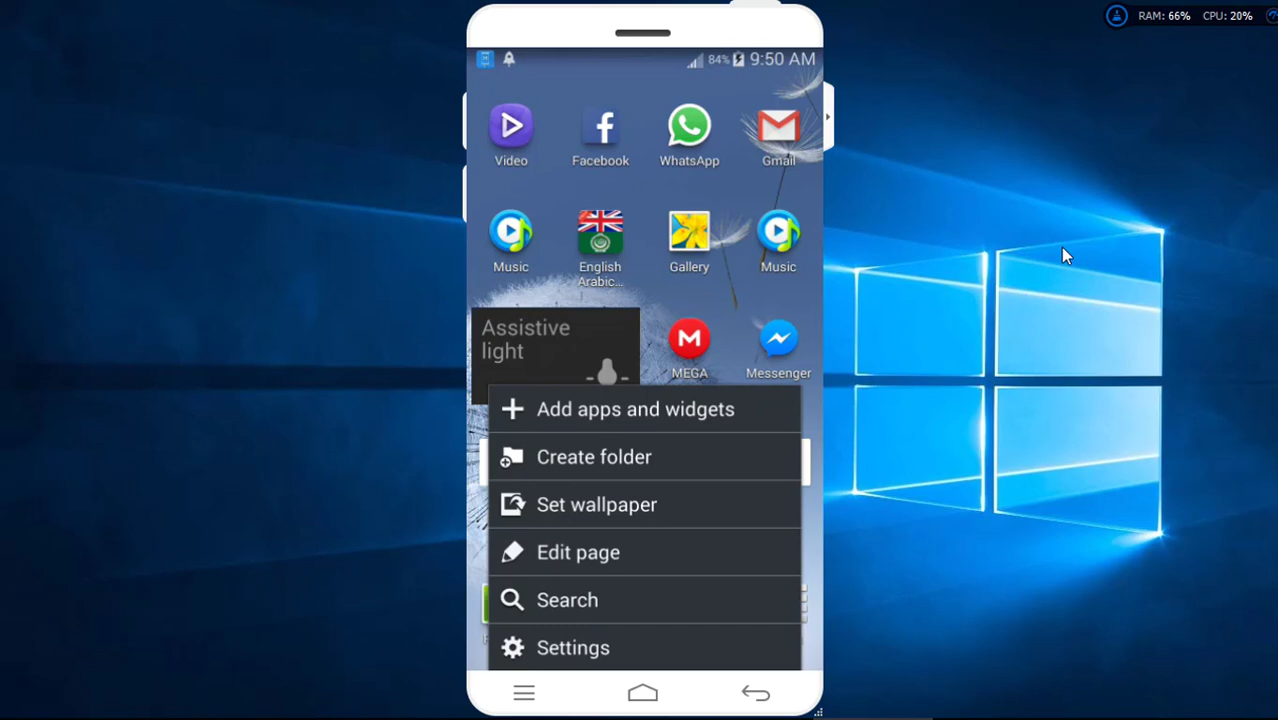 RAM: 66% CPU: 20%
84% 9:50 AM
Video Facebook WhatsApp Gmail
Music English Arabic... Gallery Music
Assistive light
MEGA Messenger
Add apps and widgets
Create folder
Set wallpaper
Edit page
Search
Settings